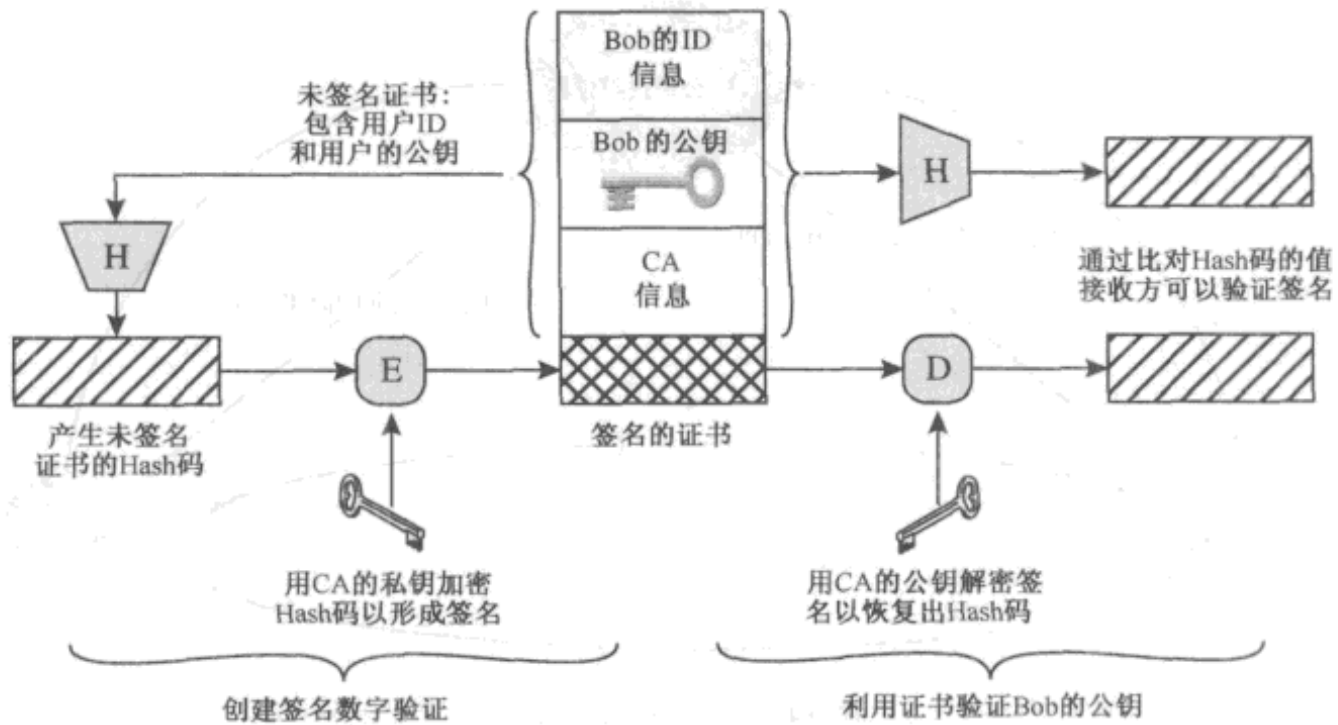 Bob的ID
信息
未签名证书：
包含用户ID
和用户的公钥
Bob的公钥
H
H
CA
信息
通过比对Hash码的值
接收方可以验证签名
E
D
产生未签名
证书的Hash码
签名的证书
用CA的私钥加密
Hash码以形成签名
用CA的公钥解密签
名以恢复出Hash码
创建签名数字验证
利用证书验证Bob的公钥